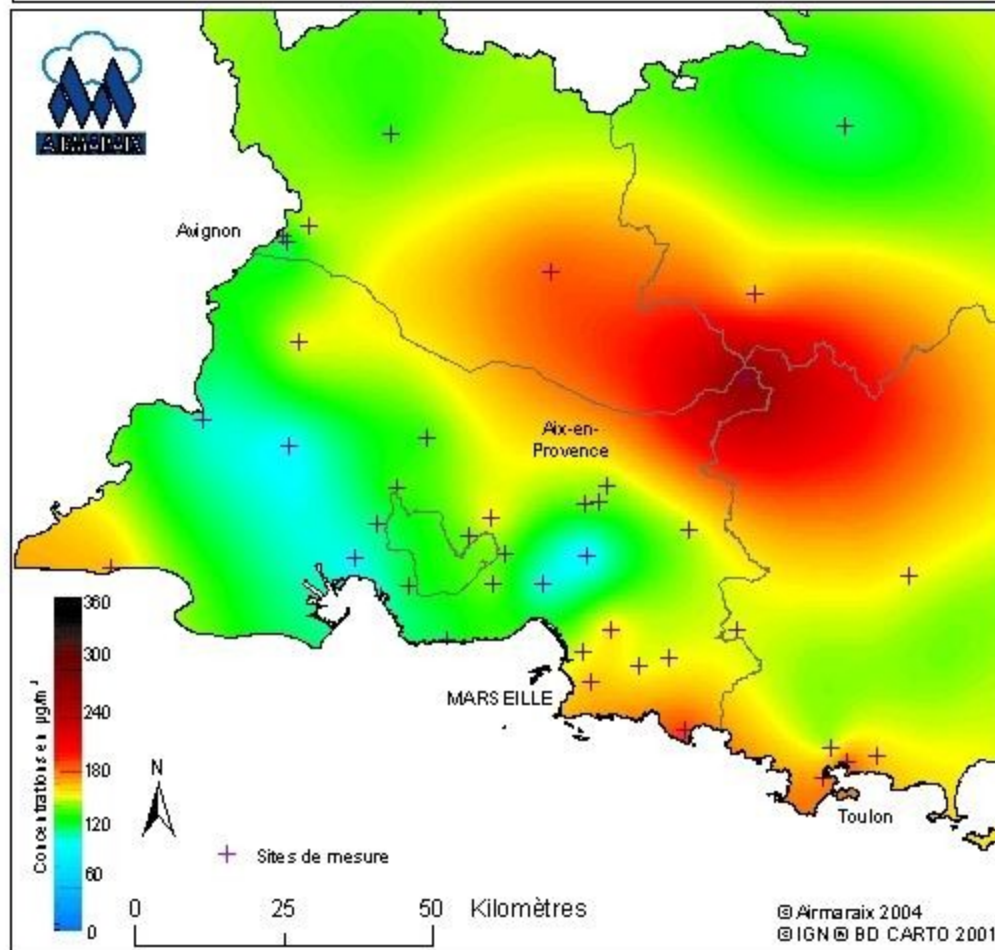 AIRMARAIX
Avignon
Aix-en-
Provence
MARSEILLE
Toulon
Concentrations en µg/m³
360
300
240
180
120
60
0
N
Sites de mesure
0 25 50 Kilomètres
© Airmaraix 2004
© IGN ® BD CARTO 2001